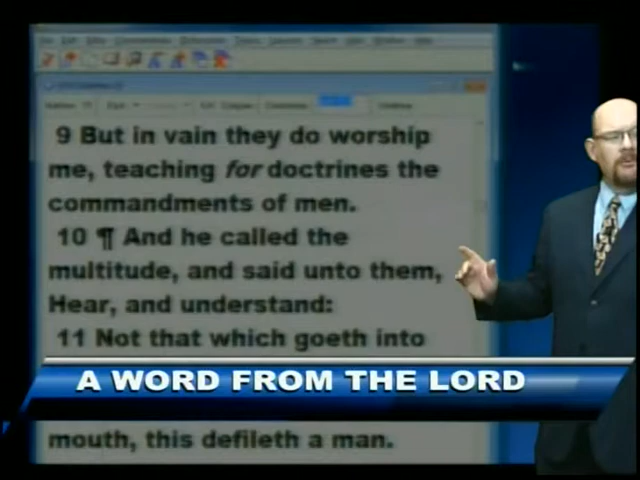 9 But in vain they do worship
me, teaching for doctrines the
commandments of men.
10 ¶ And he called the
multitude, and said unto them,
Hear, and understand:
11 Not that which goeth into
A WORD FROM THE LORD
mouth, this defileth a man.